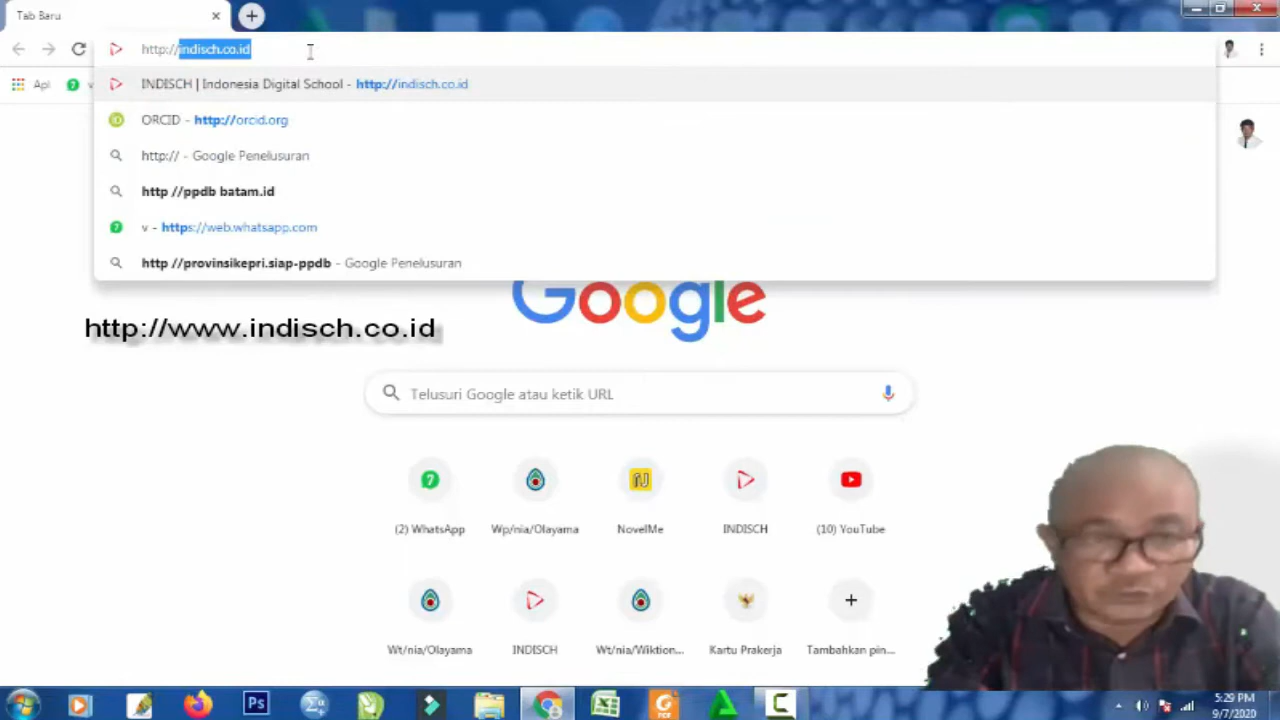 Tab Baru
http://indisch.co.id
Apl
v
INDISCH | Indonesia Digital School - http://indisch.co.id
ORCID - http://orcid.org
http:// - Google Penelusuran
http //ppdb batam.id
v - https://web.whatsapp.com
http //provinsikepri.siap-ppdb - Google Penelusuran
Google
http://www.indisch.co.id
Telusuri Google atau ketik URL
(2) WhatsApp
Wp/nia/Olayama
NovelMe
INDISCH
(10) YouTube
Wt/nia/Olayama
INDISCH
Wt/nia/Wiktion...
Kartu Prakerja
Tambahkan pin...
Ps
5:29 PM
9/7/2020